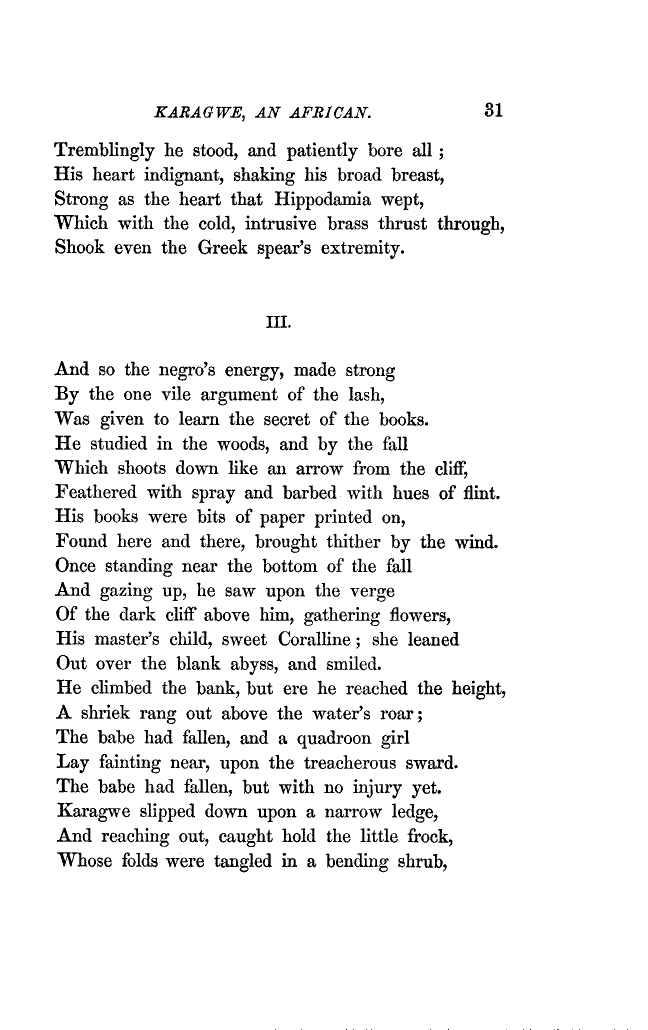 KARAGWE, AN AFRICAN. 31
Tremblingly he stood, and patiently bore all ;
His heart indignant, shaking his broad breast,
Strong as the heart that Hippodamia wept,
Which with the cold, intrusive brass thrust through,
Shook even the Greek spear's extremity.
III.
And so the negro's energy, made strong
By the one vile argument of the lash,
Was given to learn the secret of the books.
He studied in the woods, and by the fall
Which shoots down like an arrow from the cliff,
Feathered with spray and barbed with hues of flint.
His books were bits of paper printed on,
Found here and there, brought thither by the wind.
Once standing near the bottom of the fall
And gazing up, he saw upon the verge
Of the dark cliff above him, gathering flowers,
His master's child, sweet Coralline ; she leaned
Out over the blank abyss, and smiled.
He climbed the bank, but ere he reached the height,
A shriek rang out above the water's roar ;
The babe had fallen, and a quadroon girl
Lay fainting near, upon the treacherous sward.
The babe had fallen, but with no injury yet.
Karagwe slipped down upon a narrow ledge,
And reaching out, caught hold the little frock,
Whose folds were tangled in a bending shrub,